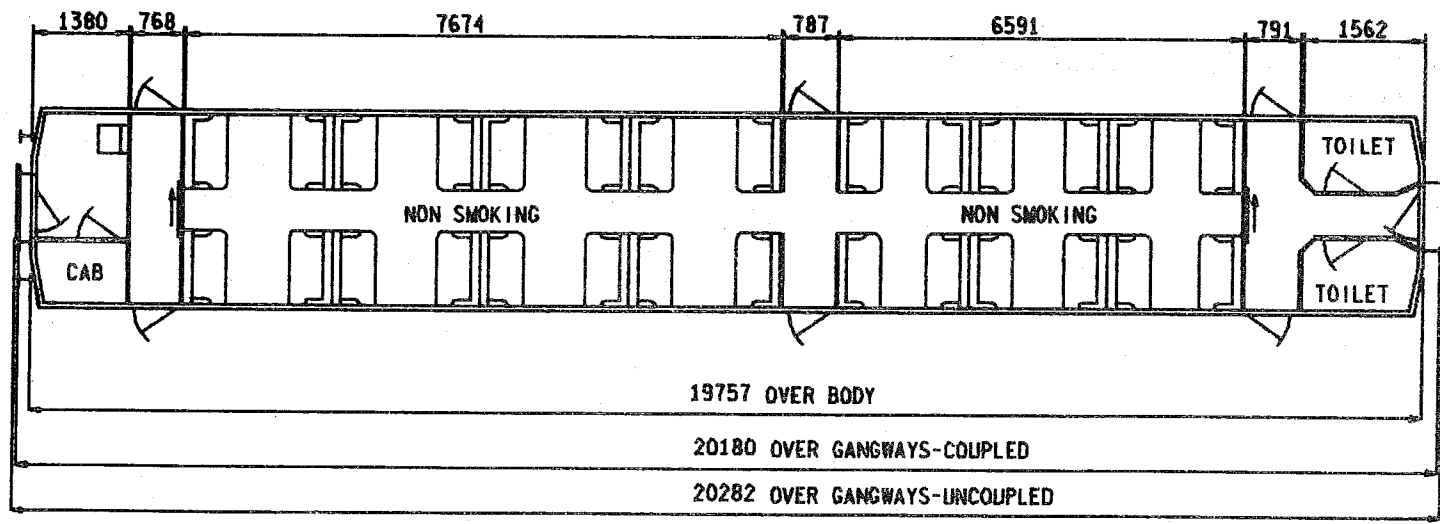 1380 768 7674 787 6591 791 1562
TOILET
NON SMOKING NON SMOKING
CAB
TOILET
19757 OVER BODY
20180 OVER GANGWAYS-COUPLED
20282 OVER GANGWAYS-UNCOUPLED